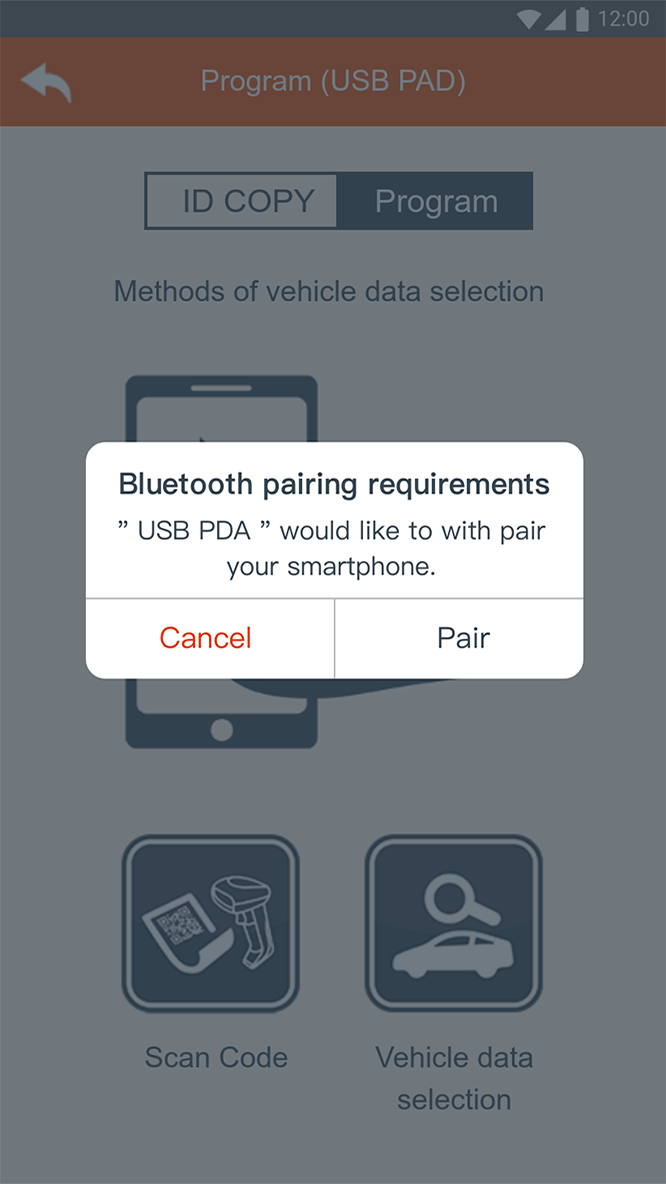 12:00
Program (USB PAD)
ID COPY
Program
Methods of vehicle data selection
Bluetooth pairing requirements
” USB PDA ” would like to with pair
your smartphone.
Cancel
Pair
Scan Code
Vehicle data
selection